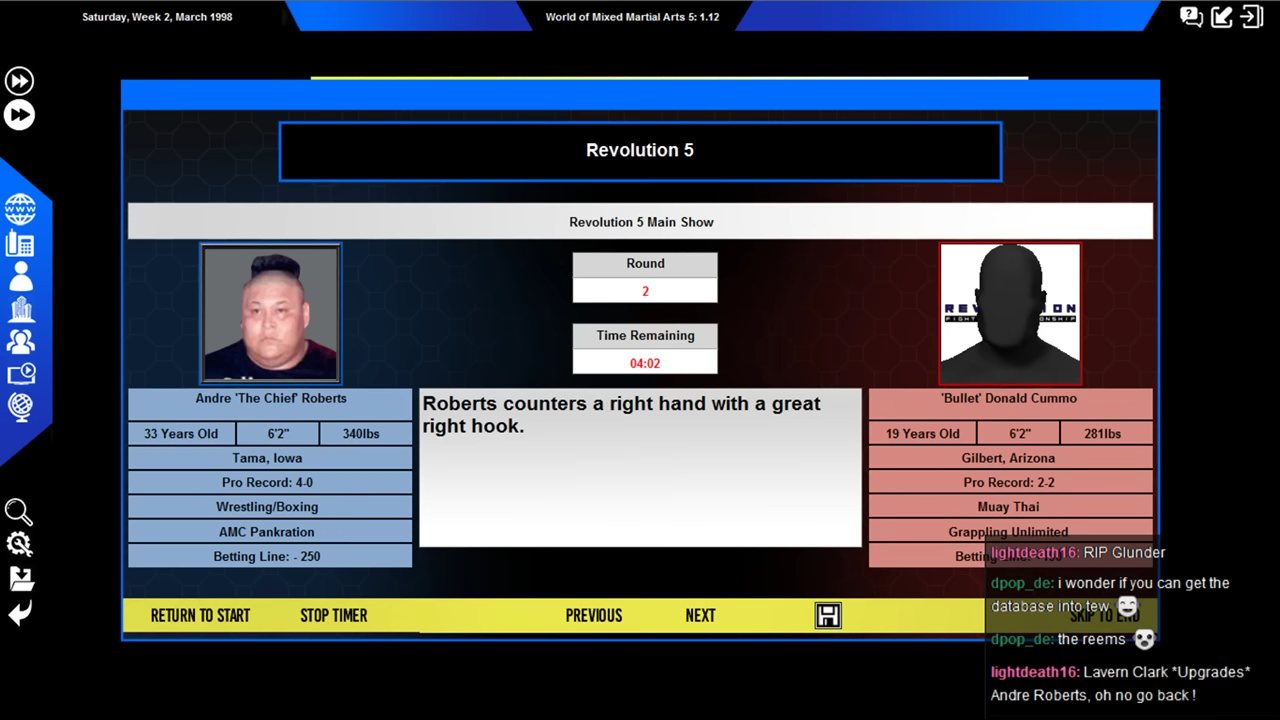 Saturday, Week 2, March 1998
World of Mixed Martial Arts 5: 1.12
Revolution 5
Revolution 5 Main Show
Round
2
Time Remaining
04:02
Andre 'The Chief' Roberts
33 Years Old
6'2"
340lbs
Tama, Iowa
Pro Record: 4-0
Wrestling/Boxing
AMC Pankration
Betting Line: - 250
Roberts counters a right hand with a great
right hook.
'Bullet' Donald Cummo
19 Years Old
6'2"
281lbs
Gilbert, Arizona
Pro Record: 2-2
Muay Thai
Grappling Unlimited
RETURN TO START
STOP TIMER
PREVIOUS
NEXT
SKIP TO END
lightdeath16: RIP Glunder
dpop_de: i wonder if you can get the
database into tew
dpop_de: the reems
lightdeath16: Lavern Clark *Upgrades*
Andre Roberts, oh no go back !